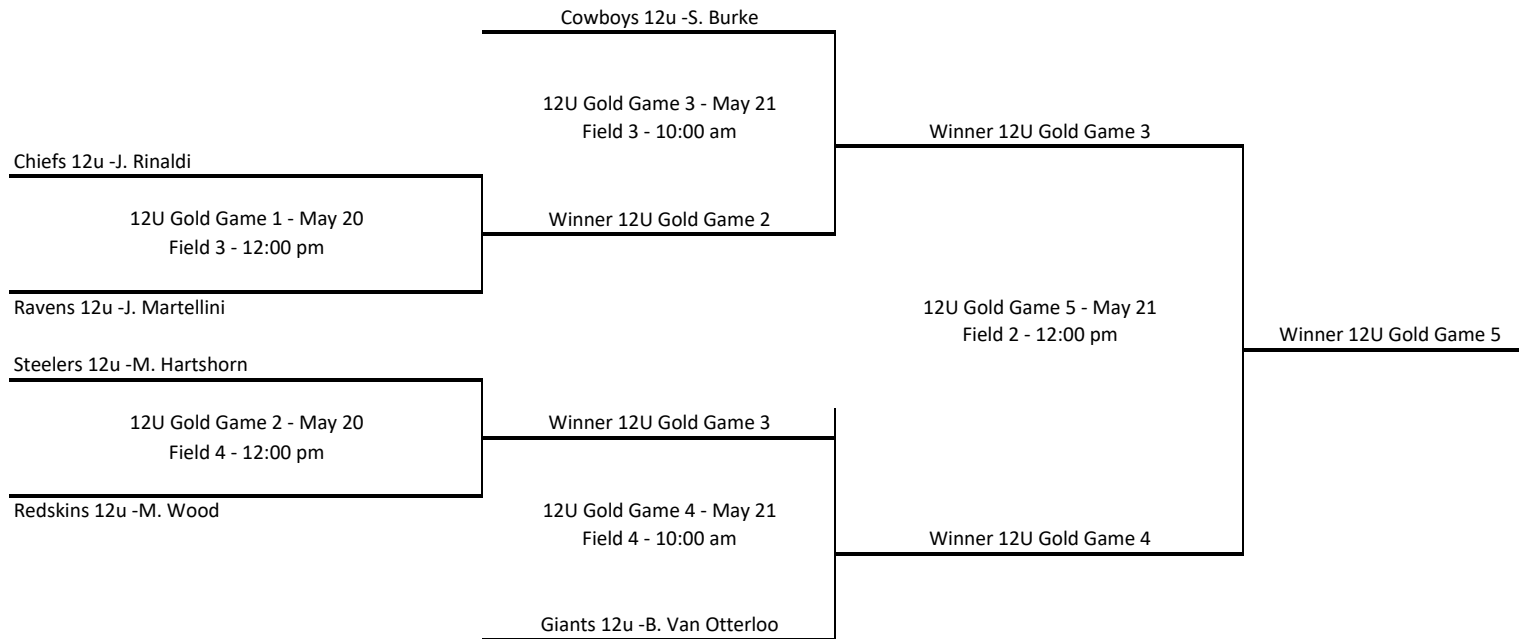 Cowboys 12u -S. Burke
12U Gold Game 3 - May 21
Field 3 - 10:00 am
Winner 12U Gold Game 3
Chiefs 12u -J. Rinaldi
12U Gold Game 1 - May 20
Field 3 - 12:00 pm
Winner 12U Gold Game 2
Ravens 12u -J. Martellini
12U Gold Game 5 - May 21
Field 2 - 12:00 pm
Winner 12U Gold Game 5
Steelers 12u -M. Hartshorn
12U Gold Game 2 - May 20
Field 4 - 12:00 pm
Winner 12U Gold Game 3
Redskins 12u -M. Wood
12U Gold Game 4 - May 21
Field 4 - 10:00 am
Winner 12U Gold Game 4
Giants 12u -B. Van Otterloo